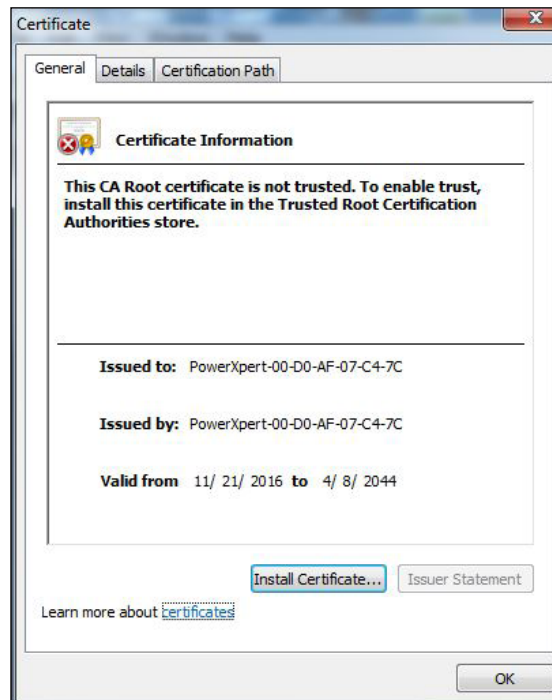 Certificate
General Details Certification Path
Certificate Information
This CA Root certificate is not trusted. To enable trust,
install this certificate in the Trusted Root Certification
Authorities store.
Issued to: PowerXpert-00-D0-AF-07-C4-7C
Issued by: PowerXpert-00-D0-AF-07-C4-7C
Valid from 11/ 21/ 2016 to 4/ 8/ 2044
Install Certificate... Issuer Statement
Learn more about certificates
OK